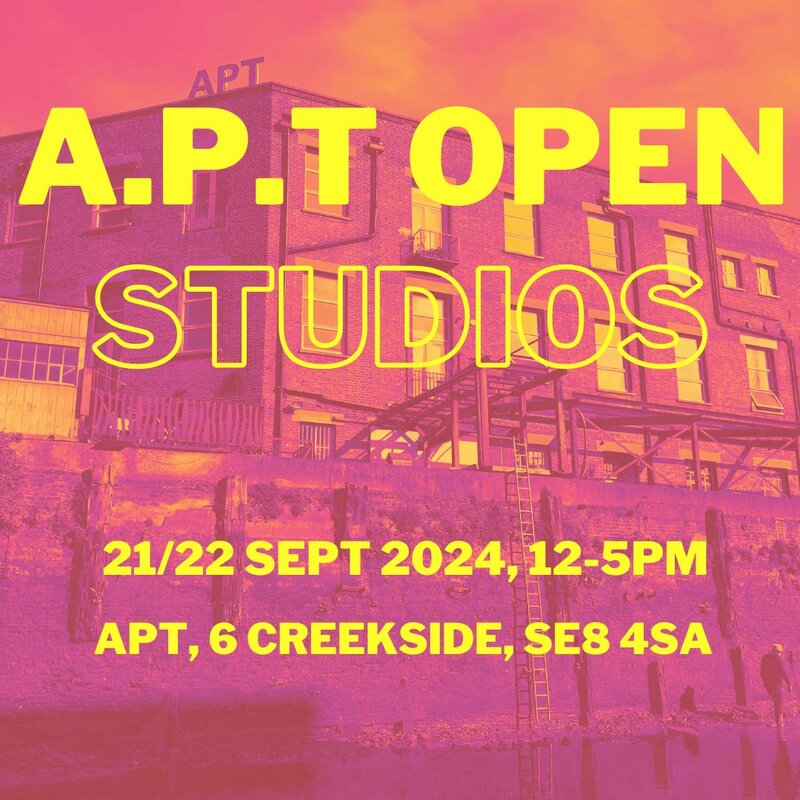 APT
A.P.T OPEN
STUDIOS
21/22 SEPT 2024, 12-5PM
APT, 6 CREEKSIDE, SE8 4SA